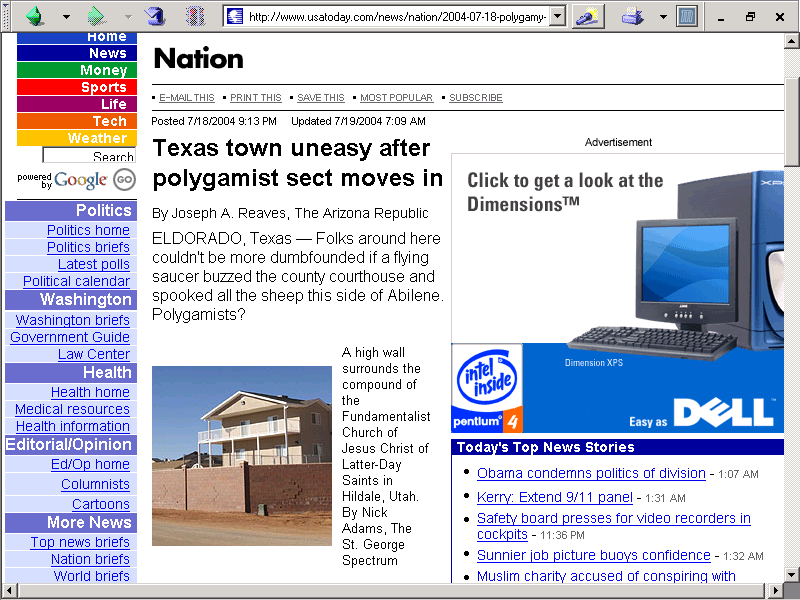 http://www.usatoday.com/news/nation/2004-07-18-polygamy-
Home
News
Money
Sports
Life
Tech
Weather
Search
powered by Google GO
Politics
Politics home
Politics briefs
Latest polls
Political calendar
Washington
Washington briefs
Government Guide
Law Center
Health
Health home
Medical resources
Health information
Editorial/Opinion
Ed/Op home
Columnists
Cartoons
More News
Top news briefs
Nation briefs
World briefs
Nation
▪ E-MAIL THIS ▪ PRINT THIS ▪ SAVE THIS ▪ MOST POPULAR ▪ SUBSCRIBE
Posted 7/18/2004 9:13 PM Updated 7/19/2004 7:09 AM
Texas town uneasy after
polygamist sect moves in
By Joseph A. Reaves, The Arizona Republic
ELDORADO, Texas — Folks around here
couldn't be more dumbfounded if a flying
saucer buzzed the county courthouse and
spooked all the sheep this side of Abilene.
Polygamists?
A high wall
surrounds the
compound of
the
Fundamentalist
Church of
Jesus Christ of
Latter-Day
Saints in
Hildale, Utah.
By Nick
Adams, The
St. George
Spectrum
Advertisement
Click to get a look at the
Dimensions™
XPS
DELL
Dimension XPS
intel
inside
pentium 4
Easy as DELL™
Today's Top News Stories
• Obama condemns politics of division - 1:07 AM
• Kerry: Extend 9/11 panel - 1:31 AM
• Safety board presses for video recorders in
cockpits - 11:36 PM
• Sunnier job picture buoys confidence - 1:32 AM
• Muslim charity accused of conspiring with